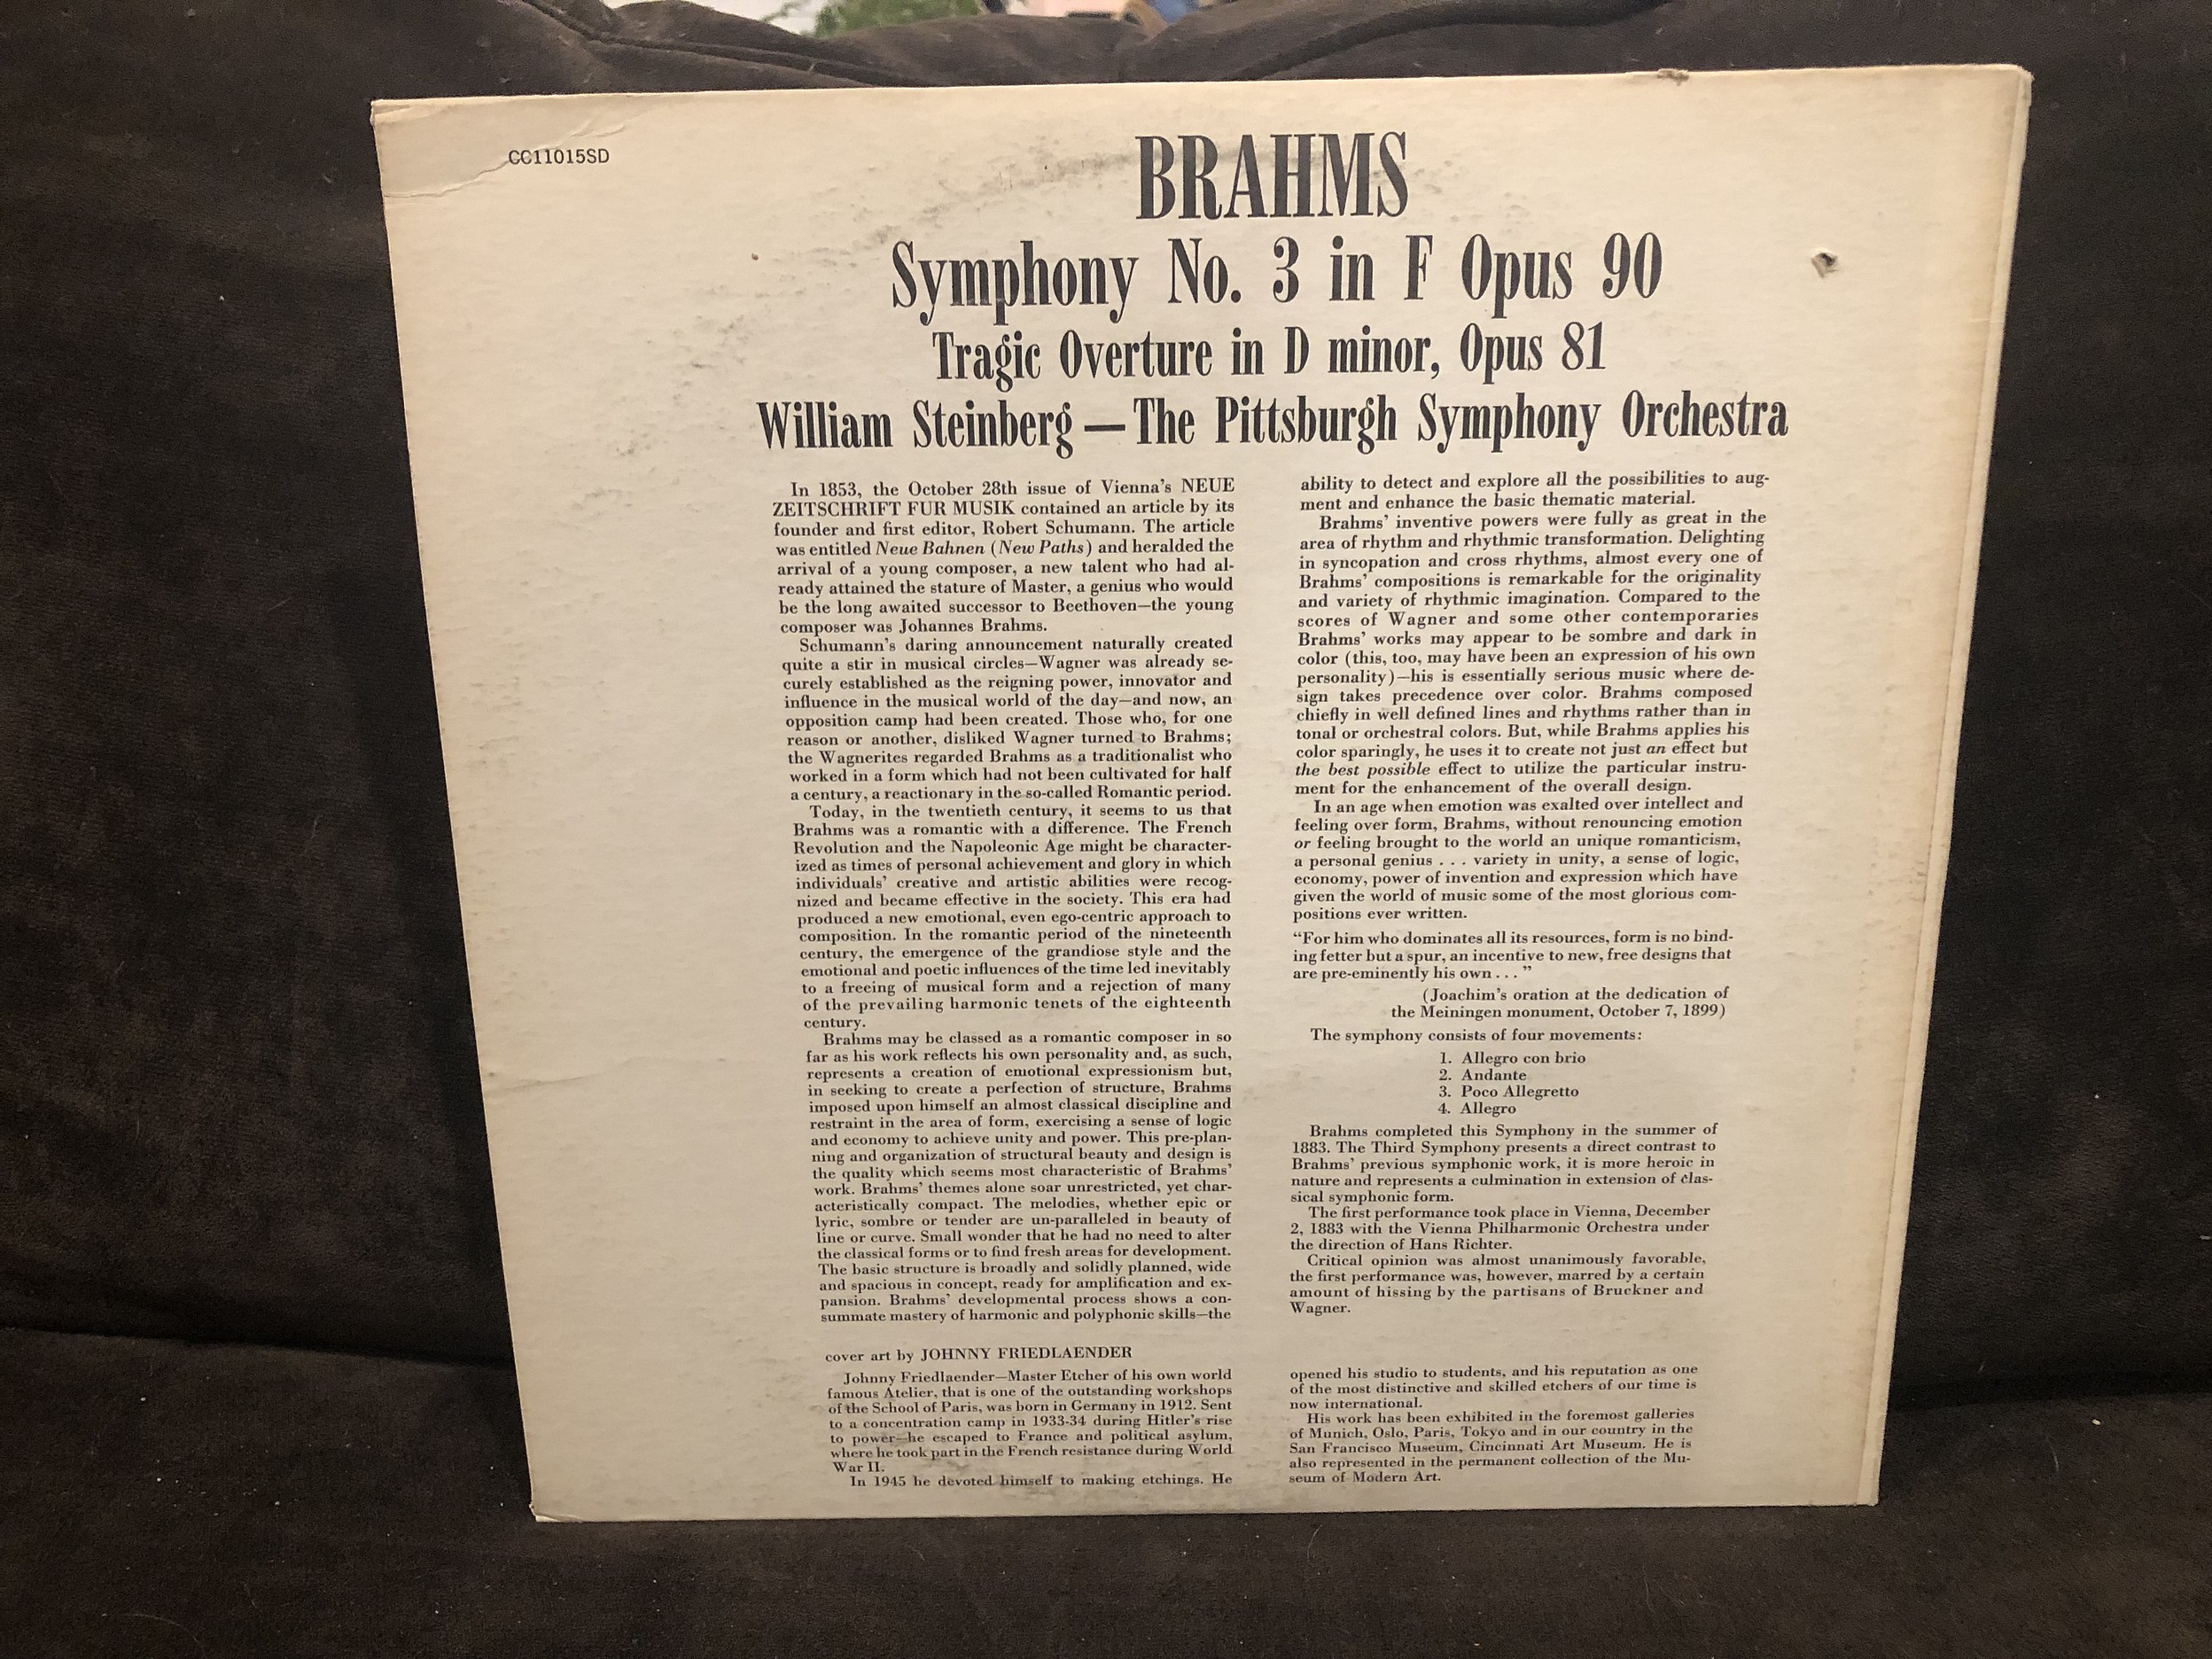 CC11015SD
BRAHMS
Symphony No. 3 in F Opus 90
Tragic Overture in D minor, Opus 81
William Steinberg — The Pittsburgh Symphony Orchestra
In 1853, the October 28th issue of Vienna's NEUE
ZEITSCHRIFT FUR MUSIK contained an article by its
founder and first editor, Robert Schumann. The article
was entitled Neue Bahnen (New Paths) and heralded the
arrival of a young composer, a new talent who had al-
ready attained the stature of Master, a genius who would
be the long awaited successor to Beethoven—the young
composer was Johannes Brahms.
Schumann's daring announcement naturally created
quite a stir in musical circles—Wagner was already se-
curely established as the reigning power, innovator and
influence in the musical world of the day—and now, an
opposition camp had been created. Those who, for one
reason or another, disliked Wagner turned to Brahms;
the Wagnerites regarded Brahms as a traditionalist who
worked in a form which had not been cultivated for half
a century, a reactionary in the so-called Romantic period.
Today, in the twentieth century, it seems to us that
Brahms was a romantic with a difference. The French
Revolution and the Napoleonic Age might be character-
ized as times of personal achievement and glory in which
individuals' creative and artistic abilities were recog-
nized and became effective in the society. This era had
produced a new emotional, even ego-centric approach to
composition. In the romantic period of the nineteenth
century, the emergence of the grandiose style and the
emotional and poetic influences of the time led inevitably
to a freeing of musical form and a rejection of many
of the prevailing harmonic tenets of the eighteenth
century.
Brahms may be classed as a romantic composer in so
far as his work reflects his own personality and, as such,
represents a creation of emotional expressionism but,
in seeking to create a perfection of structure, Brahms
imposed upon himself an almost classical discipline and
restraint in the area of form, exercising a sense of logic
and economy to achieve unity and power. This pre-plan-
ning and organization of structural beauty and design is
the quality which seems most characteristic of Brahms'
work. Brahms' themes alone soar unrestricted, yet char-
acteristically compact. The melodies, whether epic or
lyric, sombre or tender are un-paralleled in beauty of
line or curve. Small wonder that he had no need to alter
the classical forms or to find fresh areas for development.
The basic structure is broadly and solidly planned, wide
and spacious in concept, ready for amplification and ex-
pansion. Brahms' developmental process shows a con-
summate mastery of harmonic and polyphonic skills—the
ability to detect and explore all the possibilities to aug-
ment and enhance the basic thematic material.
Brahms' inventive powers were fully as great in the
area of rhythm and rhythmic transformation. Delighting
in syncopation and cross rhythms, almost every one of
Brahms' compositions is remarkable for the originality
and variety of rhythmic imagination. Compared to the
scores of Wagner and some other contemporaries
Brahms' works may appear to be sombre and dark in
color (this, too, may have been an expression of his own
personality)—his is essentially serious music where de-
sign takes precedence over color. Brahms composed
chiefly in well defined lines and rhythms rather than in
tonal or orchestral colors. But, while Brahms applies his
color sparingly, he uses it to create not just an effect but
the best possible effect to utilize the particular instru-
ment for the enhancement of the overall design.
In an age when emotion was exalted over intellect and
feeling over form, Brahms, without renouncing emotion
or feeling brought to the world an unique romanticism,
a personal genius . . . variety in unity, a sense of logic,
economy, power of invention and expression which have
given the world of music some of the most glorious com-
positions ever written.
"For him who dominates all its resources, form is no bind-
ing fetter but a spur, an incentive to new, free designs that
are pre-eminently his own . . . "
(Joachim's oration at the dedication of
the Meiningen monument, October 7, 1899)
The symphony consists of four movements:
1. Allegro con brio
2. Andante
3. Poco Allegretto
4. Allegro
Brahms completed this Symphony in the summer of
1883. The Third Symphony presents a direct contrast to
Brahms' previous symphonic work, it is more heroic in
nature and represents a culmination in extension of clas-
sical symphonic form.
The first performance took place in Vienna, December
2, 1883 with the Vienna Philharmonic Orchestra under
the direction of Hans Richter.
Critical opinion was almost unanimously favorable,
the first performance was, however, marred by a certain
amount of hissing by the partisans of Bruckner and
Wagner.
cover art by JOHNNY FRIEDLAENDER
Johnny Friedlaender—Master Etcher of his own world
famous Atelier, that is one of the outstanding workshops
of the School of Paris, was born in Germany in 1912. Sent
to a concentration camp in 1933-34 during Hitler's rise
to power—he escaped to France and political asylum,
where he took part in the French resistance during World
War II.
In 1945 he devoted himself to making etchings. He
opened his studio to students, and his reputation as one
of the most distinctive and skilled etchers of our time is
now international.
His work has been exhibited in the foremost galleries
of Munich, Oslo, Paris, Tokyo and in our country in the
San Francisco Museum, Cincinnati Art Museum. He is
also represented in the permanent collection of the Mu-
seum of Modern Art.